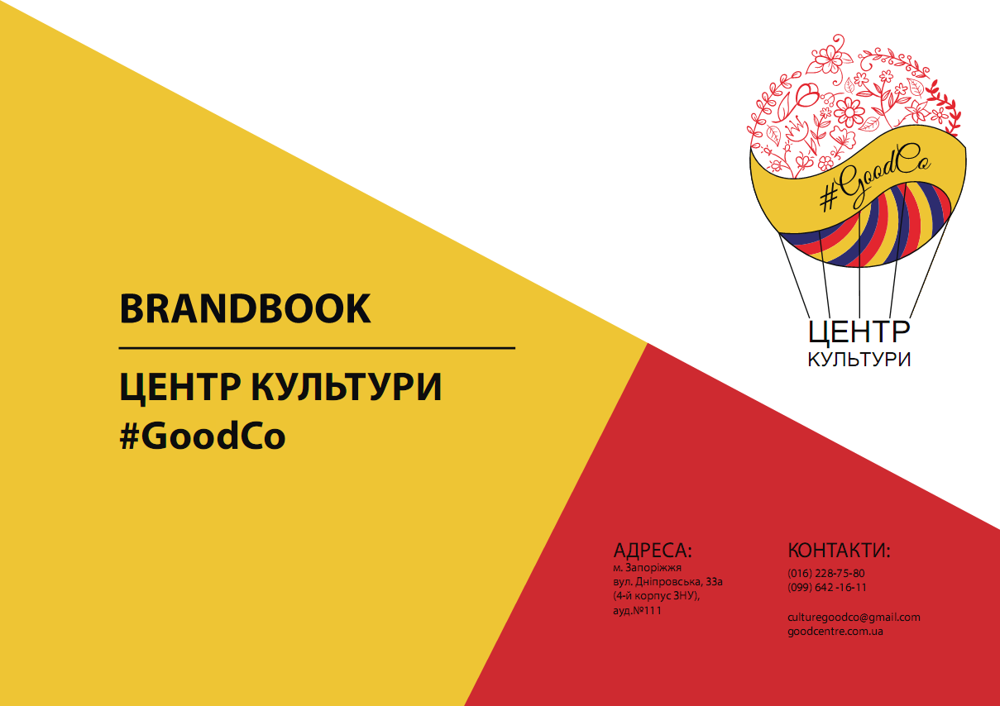 #GoodCo
ЦЕНТР
КУЛЬТУРИ
BRANDBOOK
ЦЕНТР КУЛЬТУРИ
#GoodCo
АДРЕСА:
м. Запоріжжя
вул. Дніпровська, 33а
(4-й корпус ЗНУ),
ауд.№111
КОНТАКТИ:
(016) 228-75-80
(099) 642 -16-11
culturegoodco@gmail.com
goodcentre.com.ua